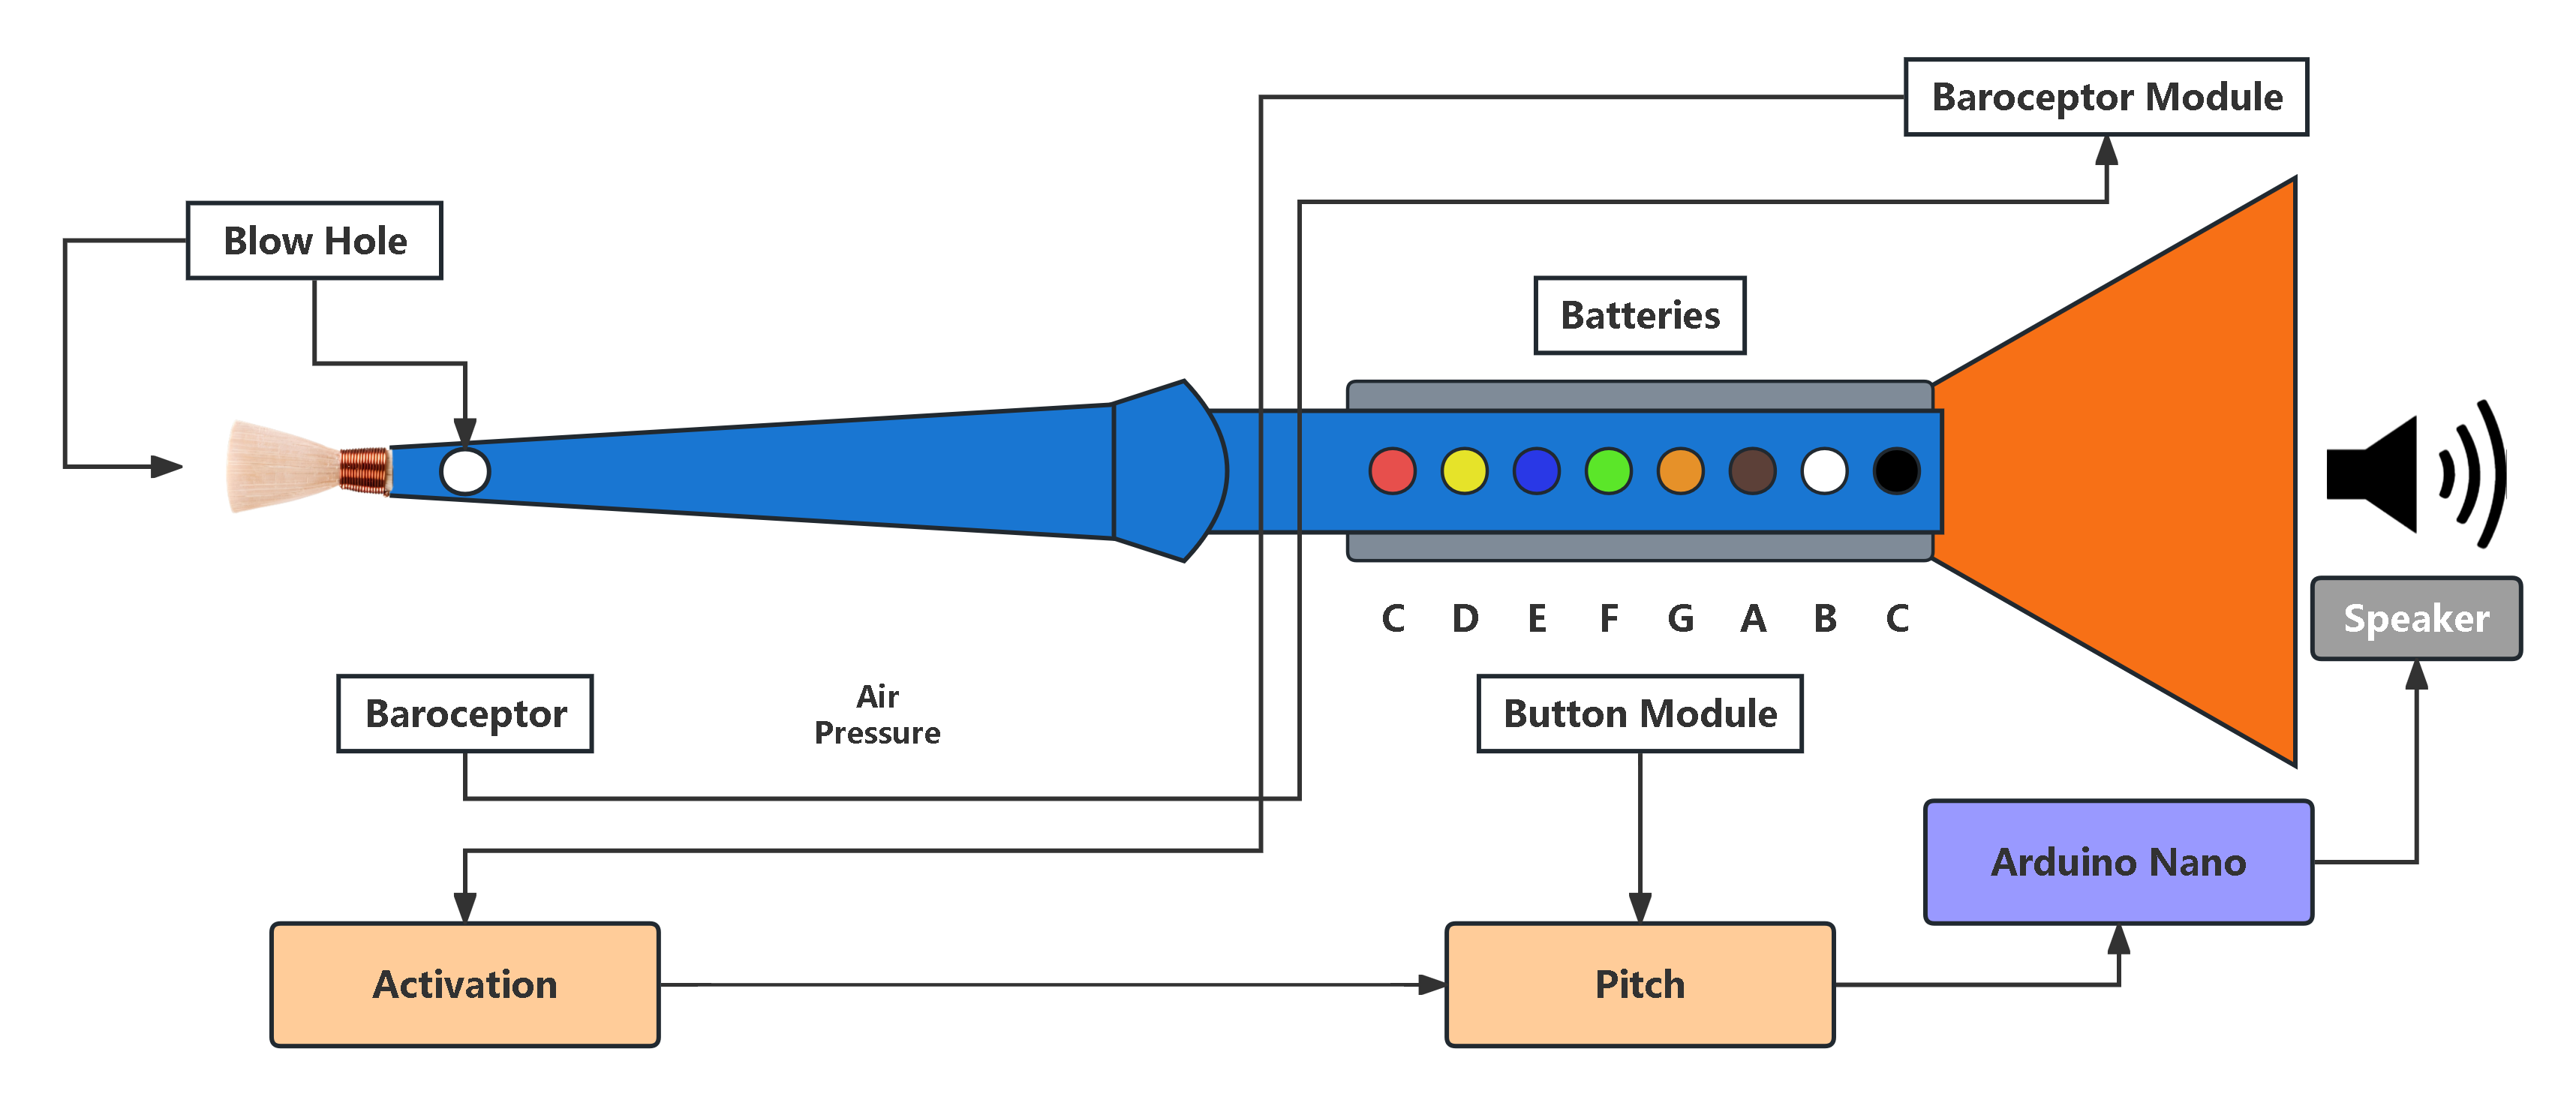 Baroceptor Module
Blow Hole
Batteries
C D E F G A B C
Speaker
Baroceptor
Air
Pressure
Button Module
Arduino Nano
Activation
Pitch